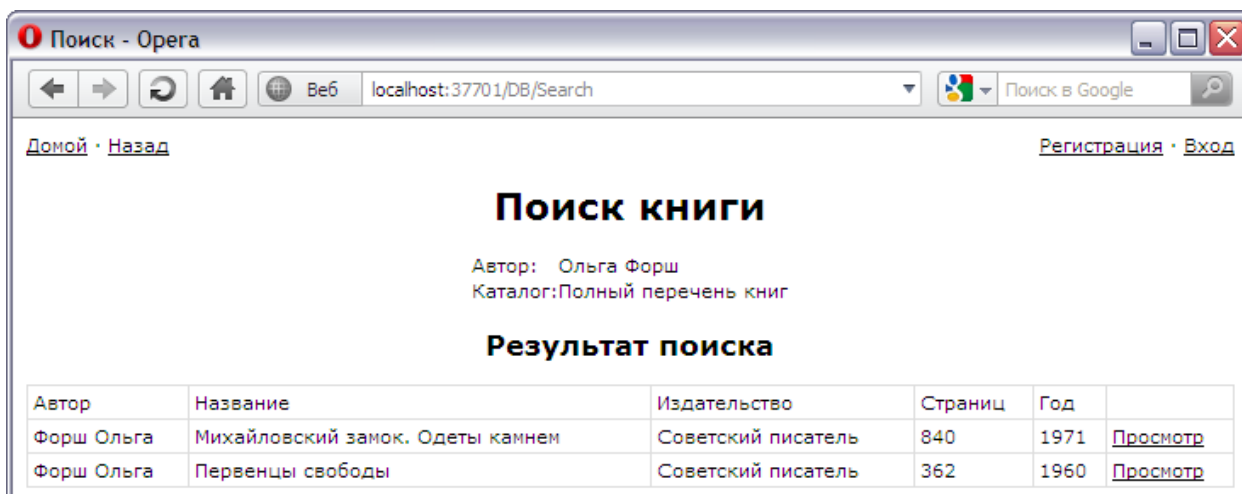 Поиск - Opera
Веб localhost:37701/DB/Search Поиск в Google
Домой · Назад Регистрация · Вход
Поиск книги
Автор: Ольга Форш
Каталог:Полный перечень книг
Результат поиска
Автор Название Издательство Страниц Год
Форш Ольга Михайловский замок. Одеты камнем Советский писатель 840 1971 Просмотр
Форш Ольга Первенцы свободы Советский писатель 362 1960 Просмотр